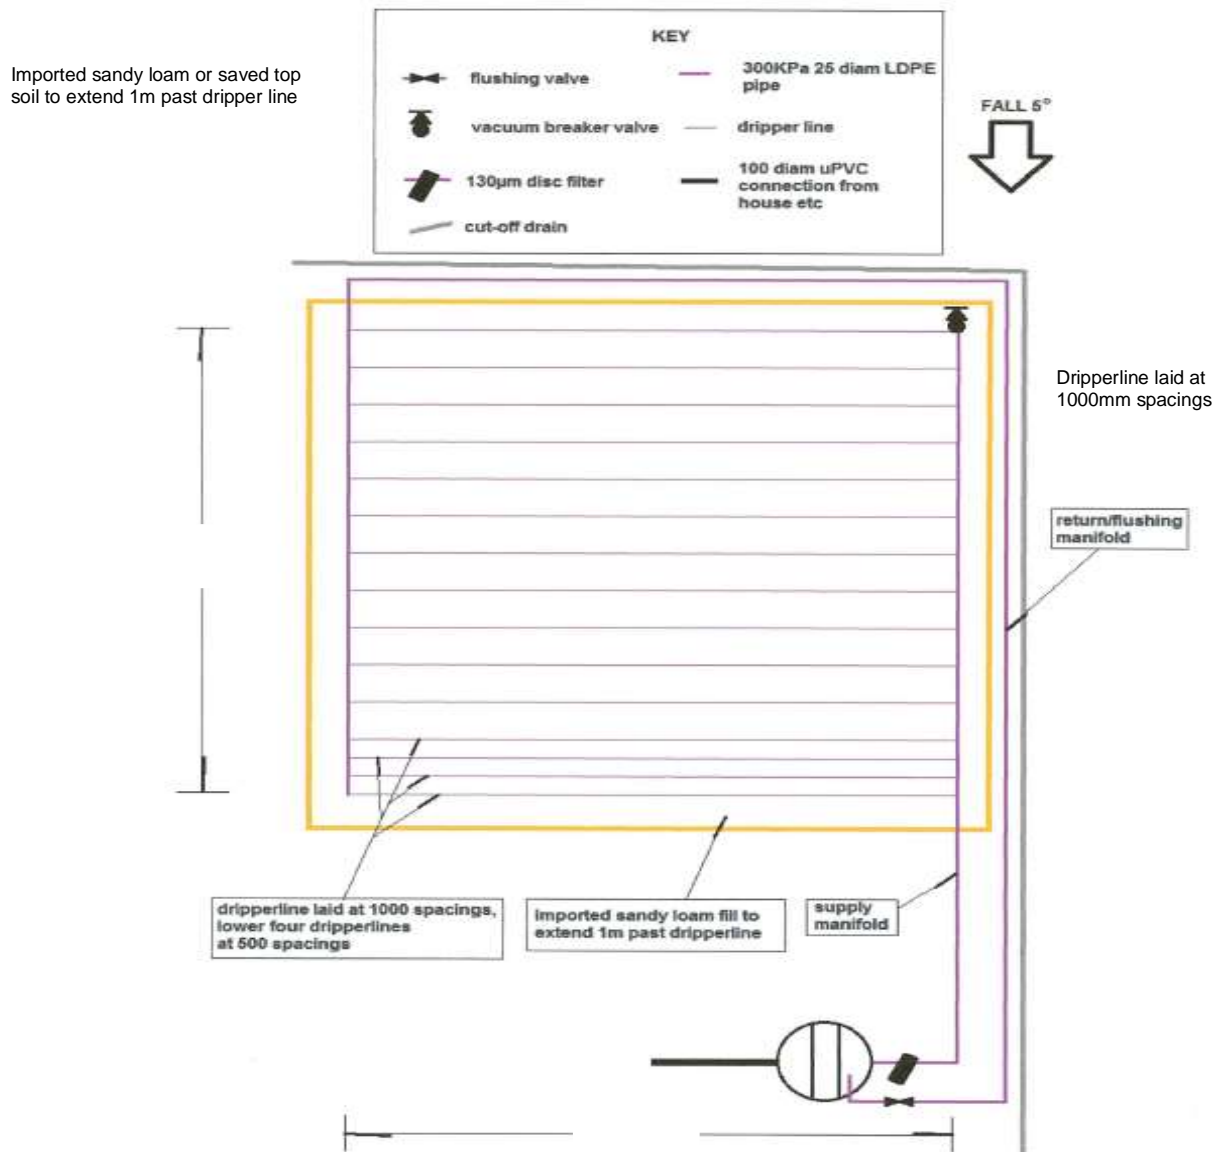 KEY
flushing valve
300KPa 25 diam LDPE
pipe
vacuum breaker valve
dripper line
130µm disc filter
100 diam uPVC
connection from
house etc
cut-off drain
Imported sandy loam or saved top
soil to extend 1m past dripper line
FALL 5°
Dripperline laid at
1000mm spacings
return/flushing
manifold
dripperline laid at 1000 spacings,
lower four dripperlines
at 500 spacings
imported sandy loam fill to
extend 1m past dripperline
supply
manifold